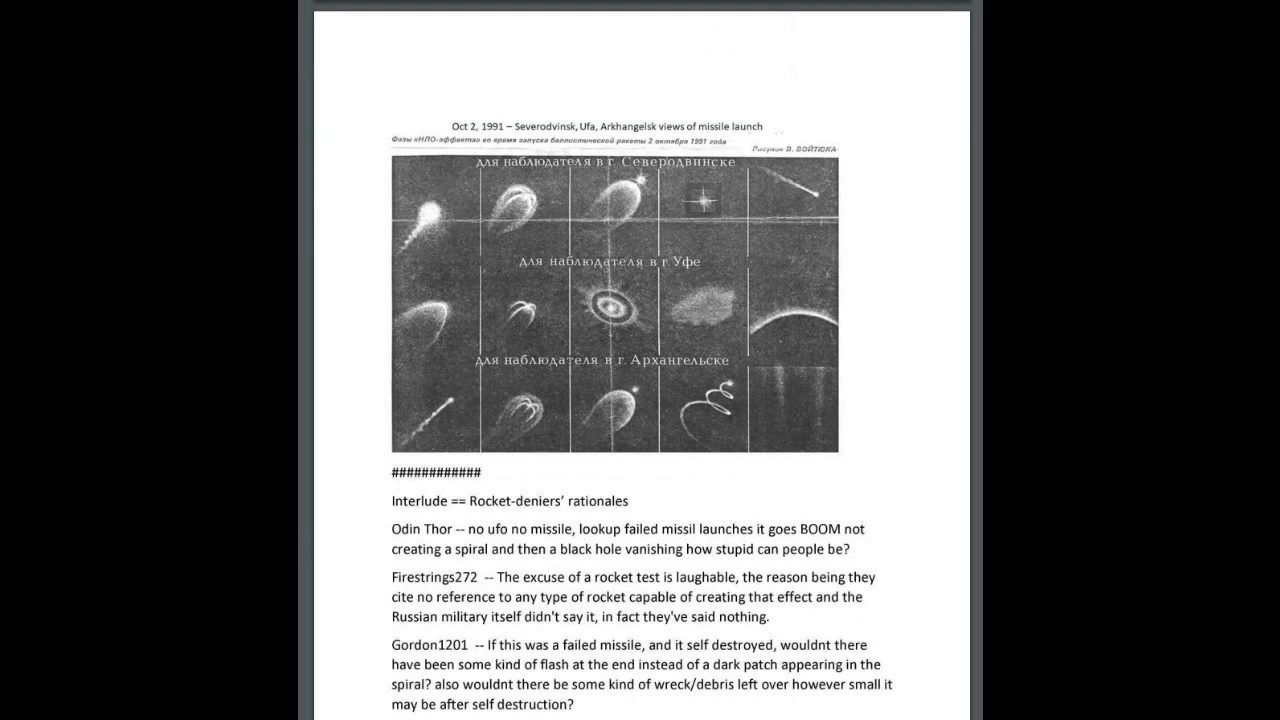 Oct 2, 1991 – Severodvinsk, Ufa, Arkhangelsk views of missile launch
Фазы «НЛО-эффекта» во время запуска баллистической ракеты 2 октября 1991 года
Рисунок В. ВОЙТЮКА
для наблюдателя в г. Северодвинске
для наблюдателя в г. Уфе
для наблюдателя в г. Архангельске
############
Interlude == Rocket-deniers’ rationales
Odin Thor -- no ufo no missile, lookup failed missil launches it goes BOOM not
creating a spiral and then a black hole vanishing how stupid can people be?
Firestrings272 -- The excuse of a rocket test is laughable, the reason being they
cite no reference to any type of rocket capable of creating that effect and the
Russian military itself didn't say it, in fact they've said nothing.
Gordon1201 -- If this was a failed missile, and it self destroyed, wouldnt there
have been some kind of flash at the end instead of a dark patch appearing in the
spiral? also wouldnt there be some kind of wreck/debris left over however small it
may be after self destruction?